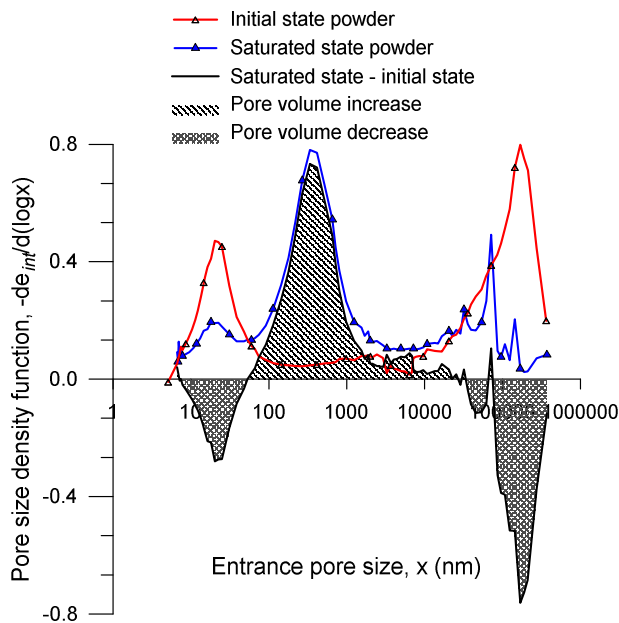 Initial state powder
Saturated state powder
Saturated state - initial state
Pore volume increase
Pore volume decrease
Pore size density function, -de_int/d(logx)
0.8
0.4
0.0
-0.4
-0.8
1 10 100 1000 10000 100000 1000000
Entrance pore size, x (nm)